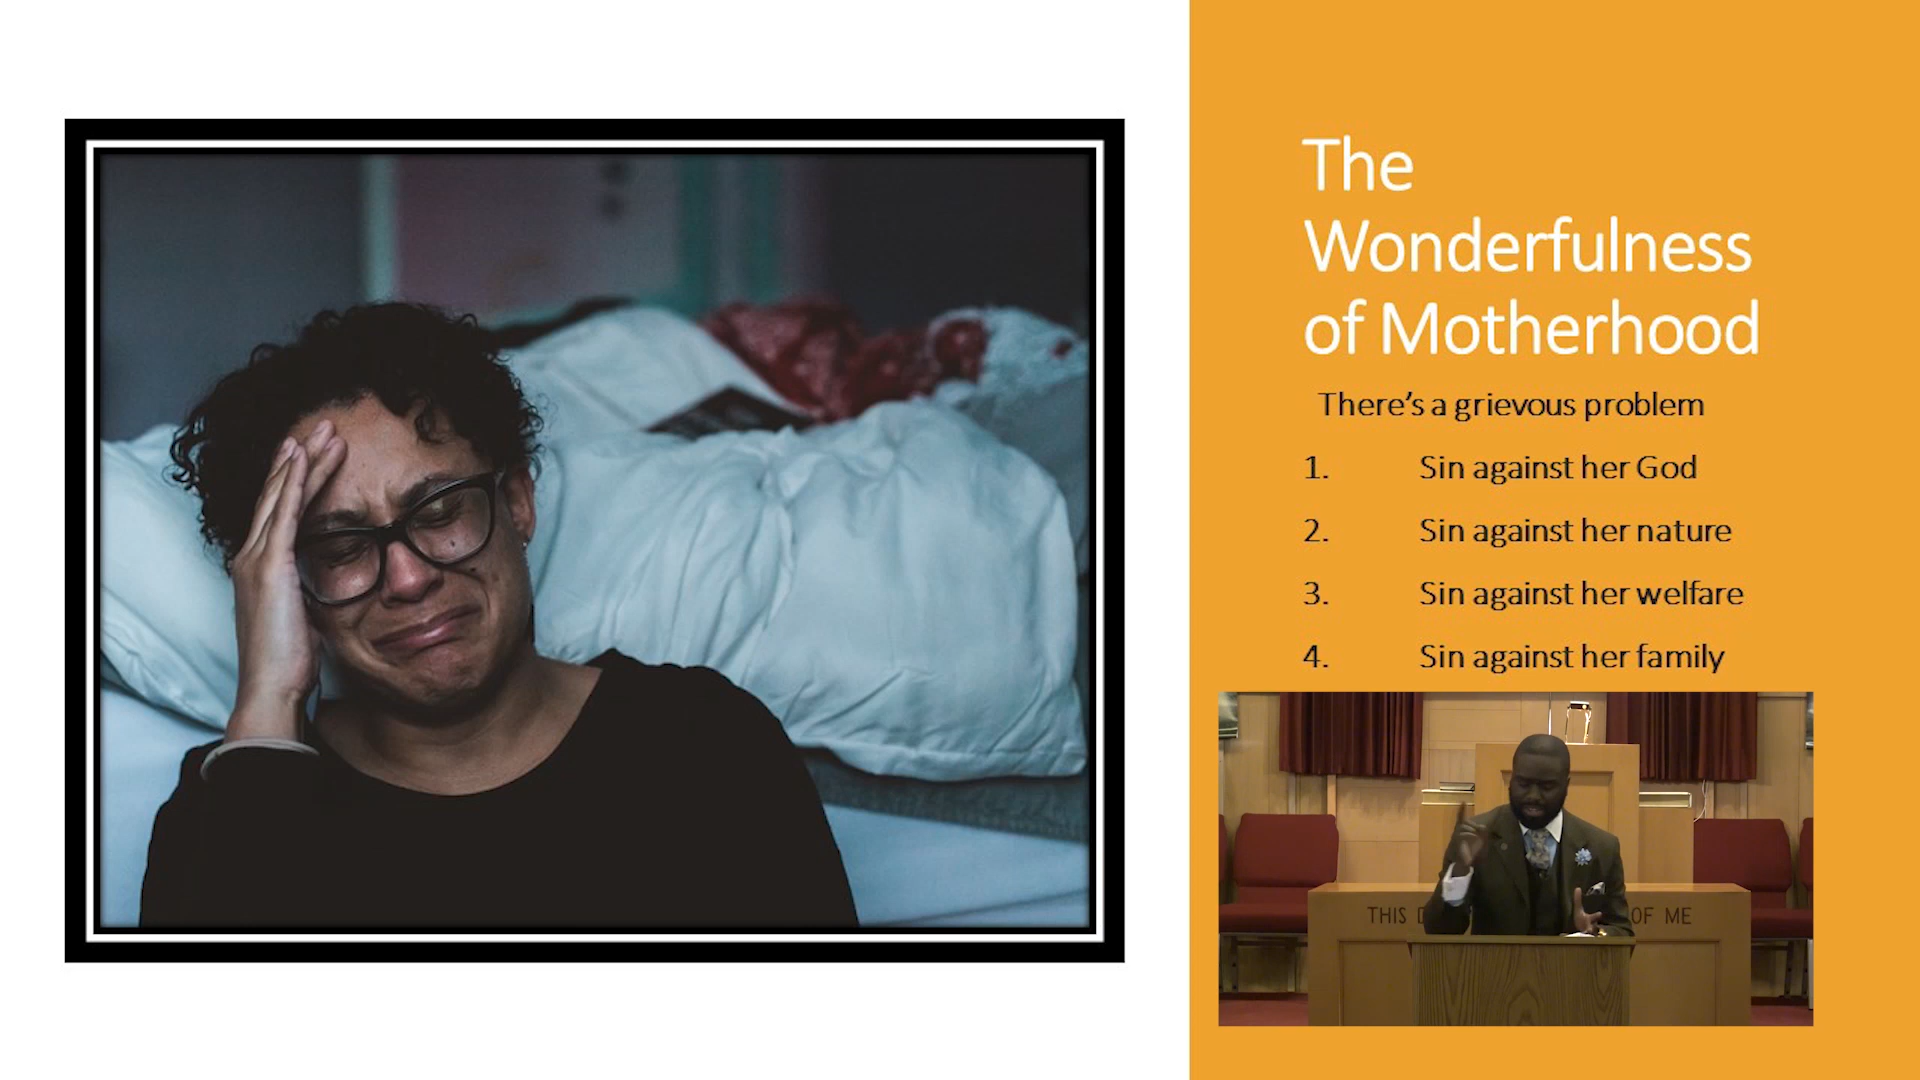 The
Wonderfulness
of Motherhood
There's a grievous problem
1. Sin against her God
2. Sin against her nature
3. Sin against her welfare
4. Sin against her family
THIS OF ME